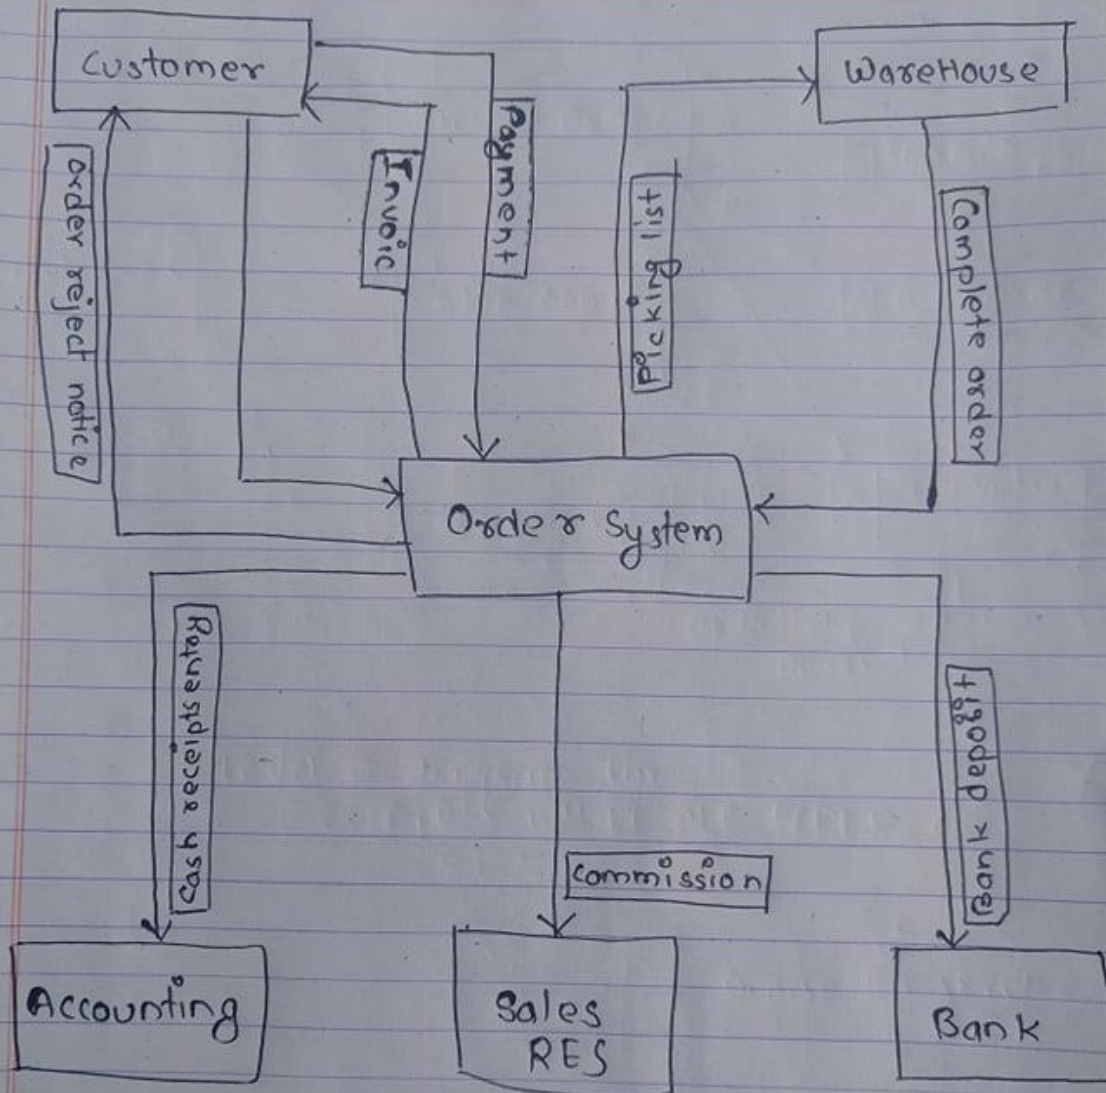 Customer
WareHouse
Payment
Invoic
order reject notice
Picking list
Complete order
Order System
Cash receipts
Bank deposit
Commission
Accounting
Sales
RES
Bank